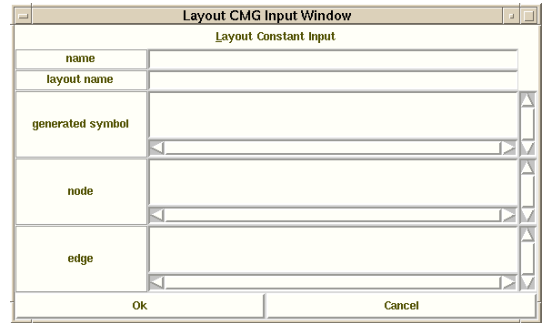 Layout CMG Input Window
Layout Constant Input
name
layout name
generated symbol
node
edge
Ok
Cancel